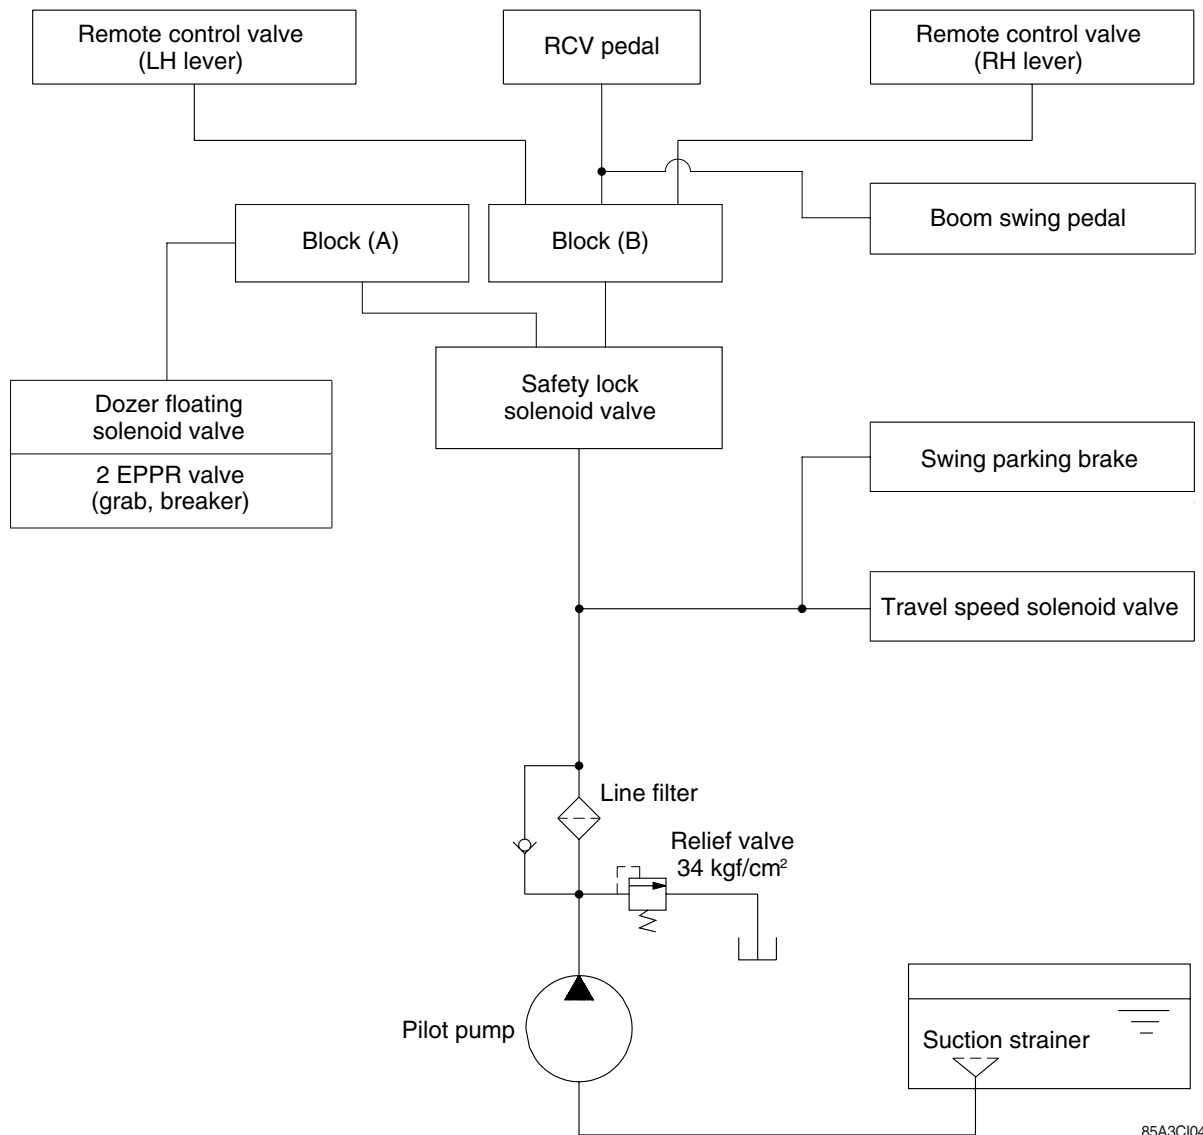 Remote control valve
(LH lever)
RCV pedal
Remote control valve
(RH lever)
Boom swing pedal
Block (A)
Block (B)
Safety lock
solenoid valve
Dozer floating
solenoid valve
2 EPPR valve
(grab, breaker)
Swing parking brake
Travel speed solenoid valve
Line filter
Relief valve
34 kgf/cm²
Pilot pump
Suction strainer
85A3CI04